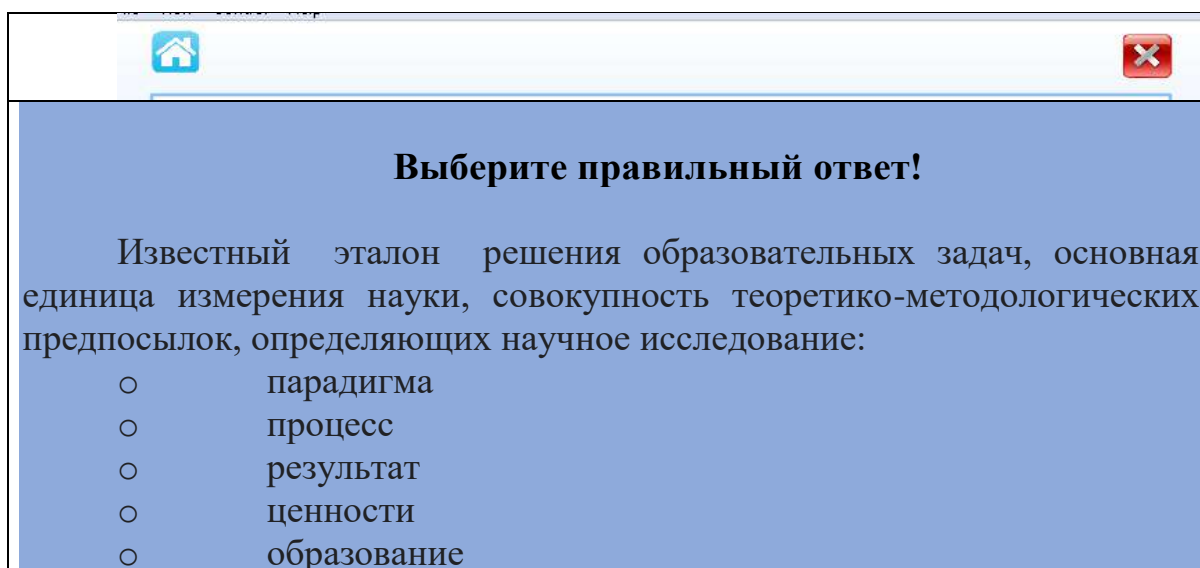 Выберите правильный ответ!
Известный эталон решения образовательных задач, основная
единица измерения науки, совокупность теоретико-методологических
предпосылок, определяющих научное исследование:
o парадигма
o процесс
o результат
o ценности
o образование